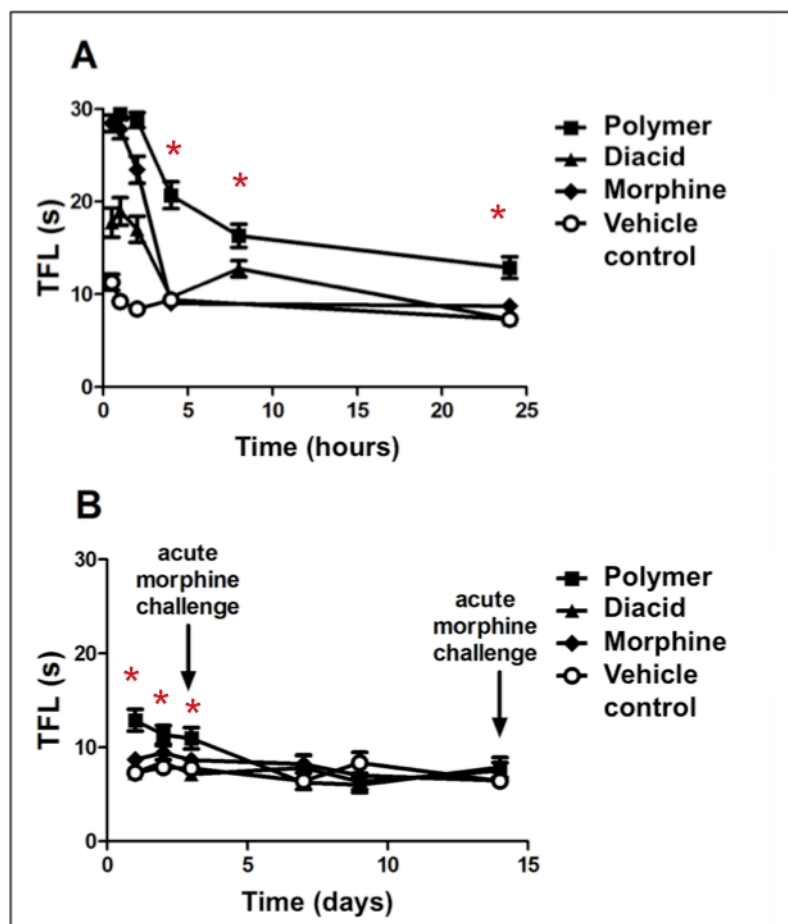 A
30
20
10
0
TFL (s)
0 5 10 15 20 25
Time (hours)
Polymer
Diacid
Morphine
Vehicle
control
*
*
*
B
30
20
10
0
TFL (s)
0 5 10 15
Time (days)
acute
morphine
challenge
acute
morphine
challenge
*
*
*
Polymer
Diacid
Morphine
Vehicle
control